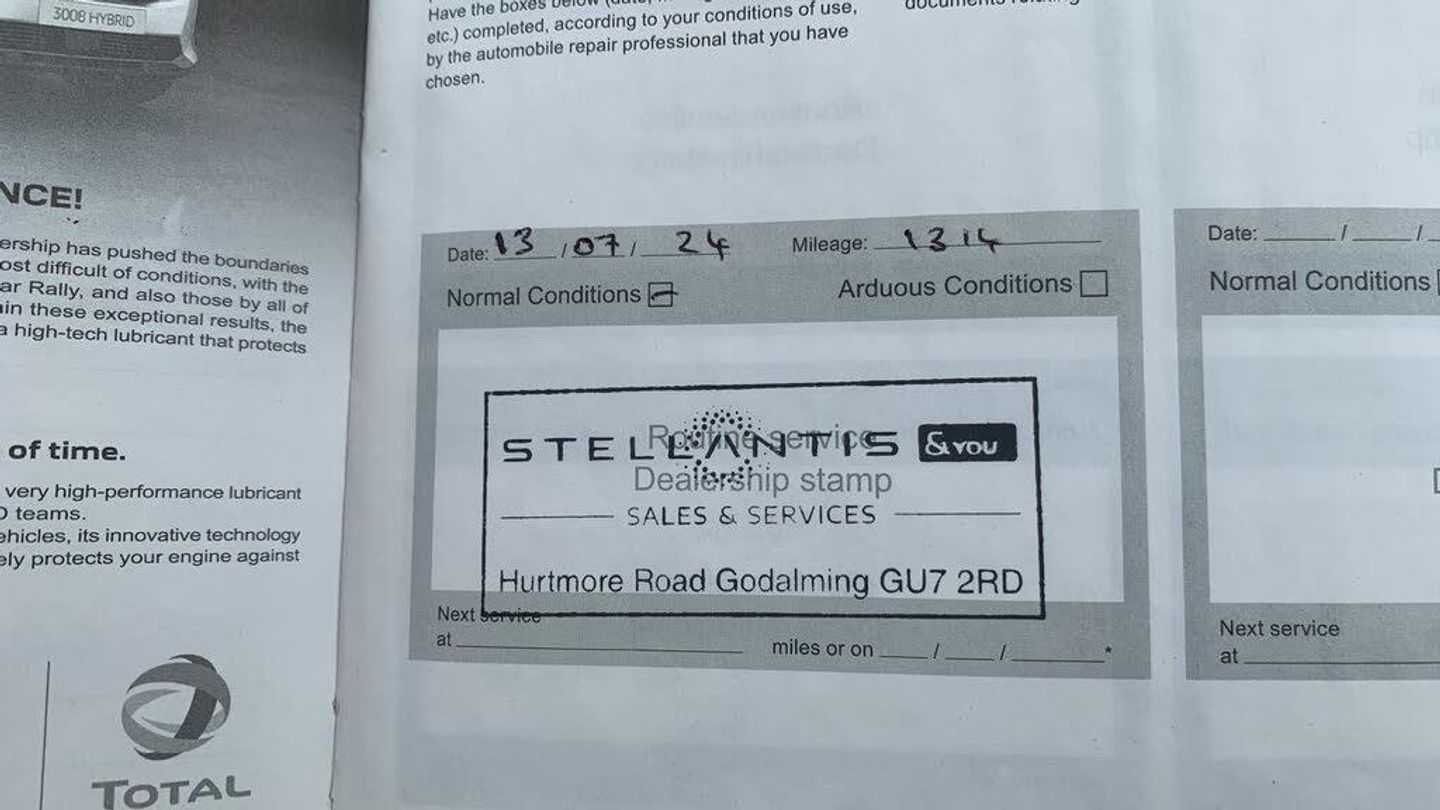 3008 HYBRID
NCE!
ership has pushed the boundaries
ost difficult of conditions, with the
ar Rally, and also those by all of
in these exceptional results, the
a high-tech lubricant that protects
of time.
very high-performance lubricant
teams.
ehicles, its innovative technology
ely protects your engine against
TOTAL
Have the boxes below
etc.) completed, according to your conditions of use,
by the automobile repair professional that you have
chosen.
Date: 13 / 07 / 24 Mileage: 1314
Normal Conditions Arduous Conditions
Routine service
Dealership stamp
STELLANTIS &YOU
SALES & SERVICES
Hurtmore Road Godalming GU7 2RD
Next service
at miles or on / / *
Date: / /
Normal Conditions
Next service
at